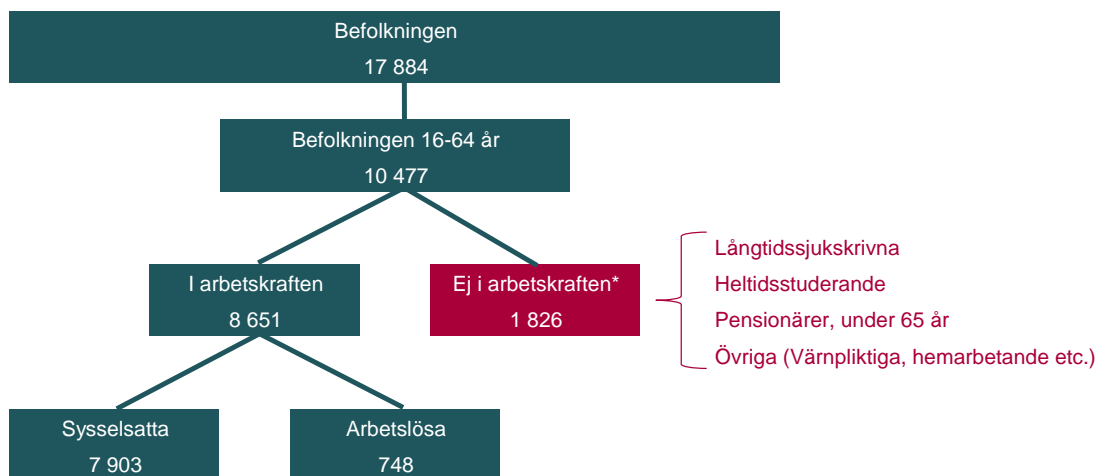 Befolkningen
17 884
Befolkningen 16-64 år
10 477
I arbetskraften
8 651
Ej i arbetskraften*
1 826
Långtidssjukskrivna
Heltidsstuderande
Pensionärer, under 65 år
Övriga (Värnpliktiga, hemarbetande etc.)
Sysselsatta
7 903
Arbetslösa
748